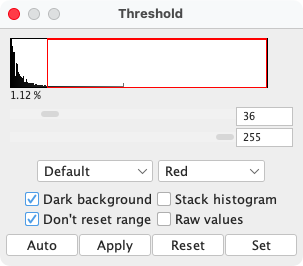 Threshold
1.12 %
36
255
Default Red
Dark background Stack histogram
Don't reset range Raw values
Auto Apply Reset Set